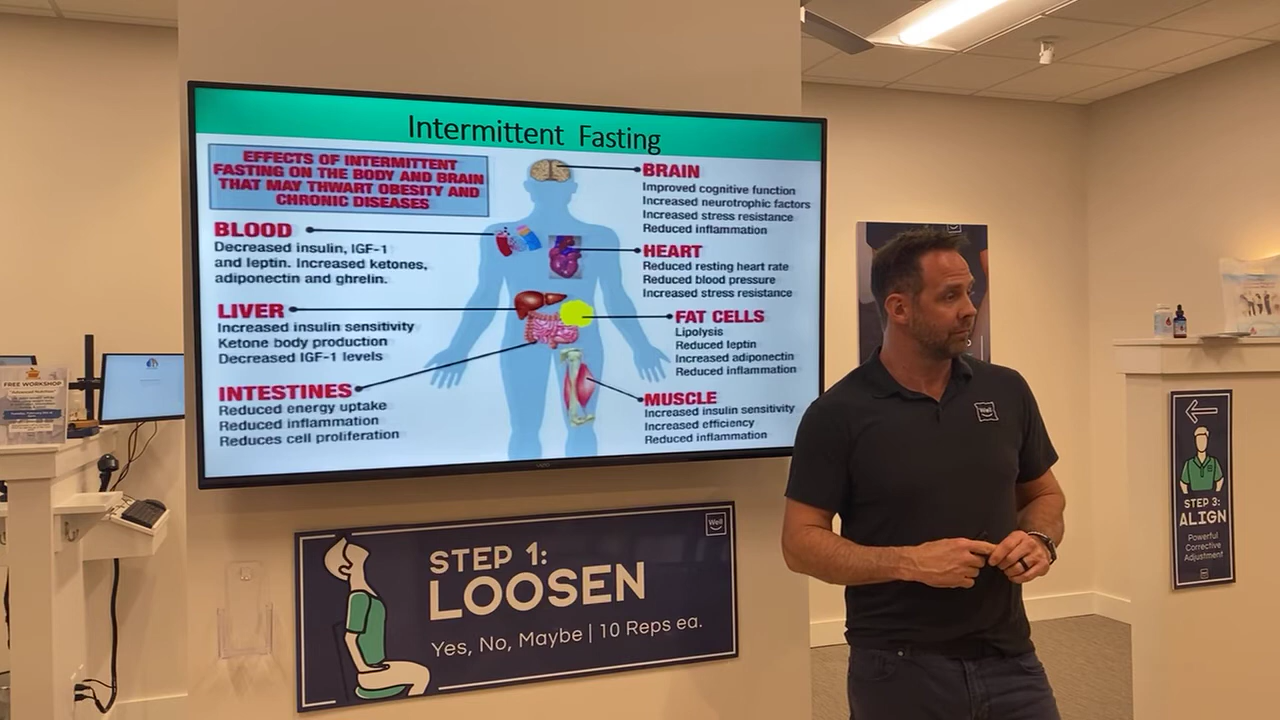 Intermittent Fasting
EFFECTS OF INTERMITTENT
FASTING ON THE BODY AND BRAIN
THAT MAY THWART OBESITY AND
CHRONIC DISEASES
BLOOD
Decreased insulin, IGF-1
and leptin. Increased ketones,
adiponectin and ghrelin.
LIVER
Increased insulin sensitivity
Ketone body production
Decreased IGF-1 levels
INTESTINES
Reduced energy uptake
Reduced inflammation
Reduces cell proliferation
BRAIN
Improved cognitive function
Increased neurotrophic factors
Increased stress resistance
Reduced inflammation
HEART
Reduced resting heart rate
Reduced blood pressure
Increased stress resistance
FAT CELLS
Lipolysis
Reduced leptin
Increased adiponectin
Reduced inflammation
MUSCLE
Increased insulin sensitivity
Increased efficiency
Reduced inflammation
FREE WORKSHOP
Well
STEP 1:
LOOSEN
Yes, No, Maybe | 10 Reps ea.
Well
STEP 3:
ALIGN
Powerful
Corrective
Adjustment